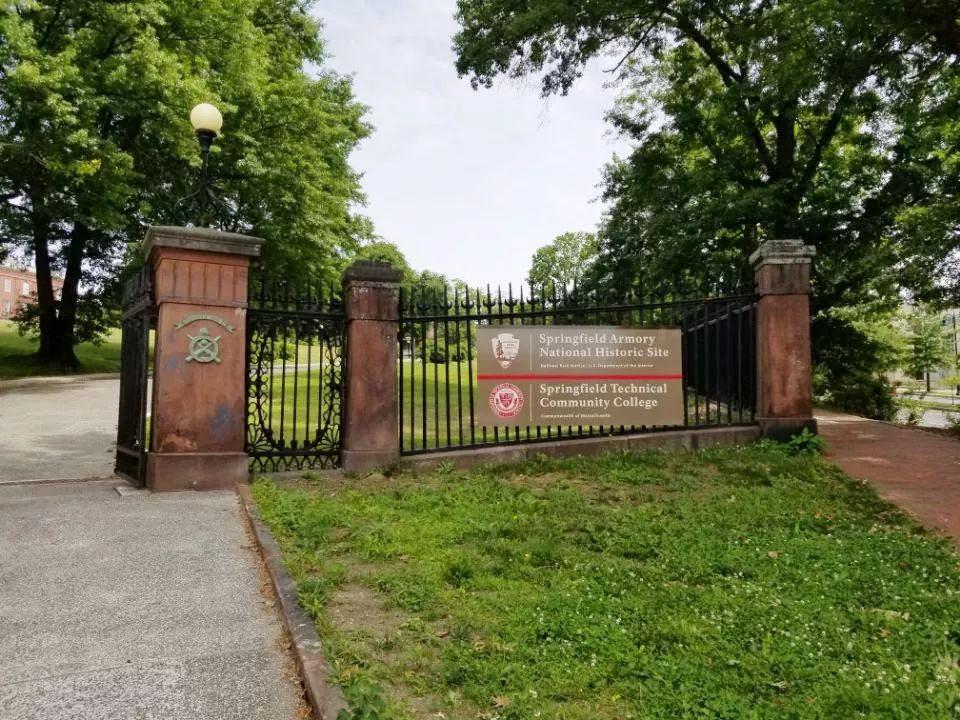 Springfield Armory
National Historic Site
National Park Service | U.S. Department of the Interior
Springfield Technical
Community College
Commonwealth of Massachusetts